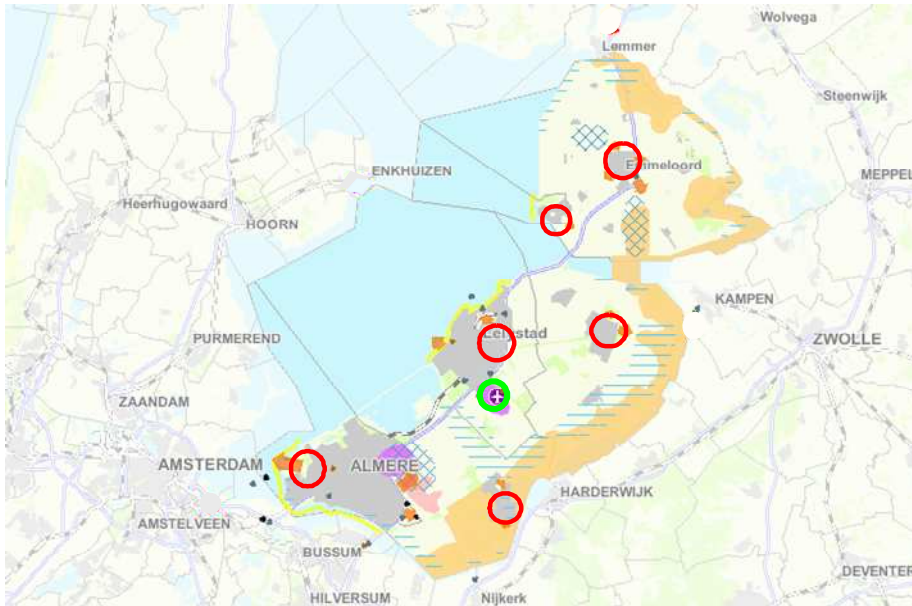 Wolvega
Lemmer
Steenwijk
Emmeloord
ENKHUIZEN
MEPPEL
Heerhugowaard
HOORN
KAMPEN
PURMEREND
Lelystad
ZWOLLE
ZAANDAM
AMSTERDAM
ALMERE
HARDERWIJK
AMSTELVEEN
BUSSUM
DEVENTER
HILVERSUM
Nijkerk